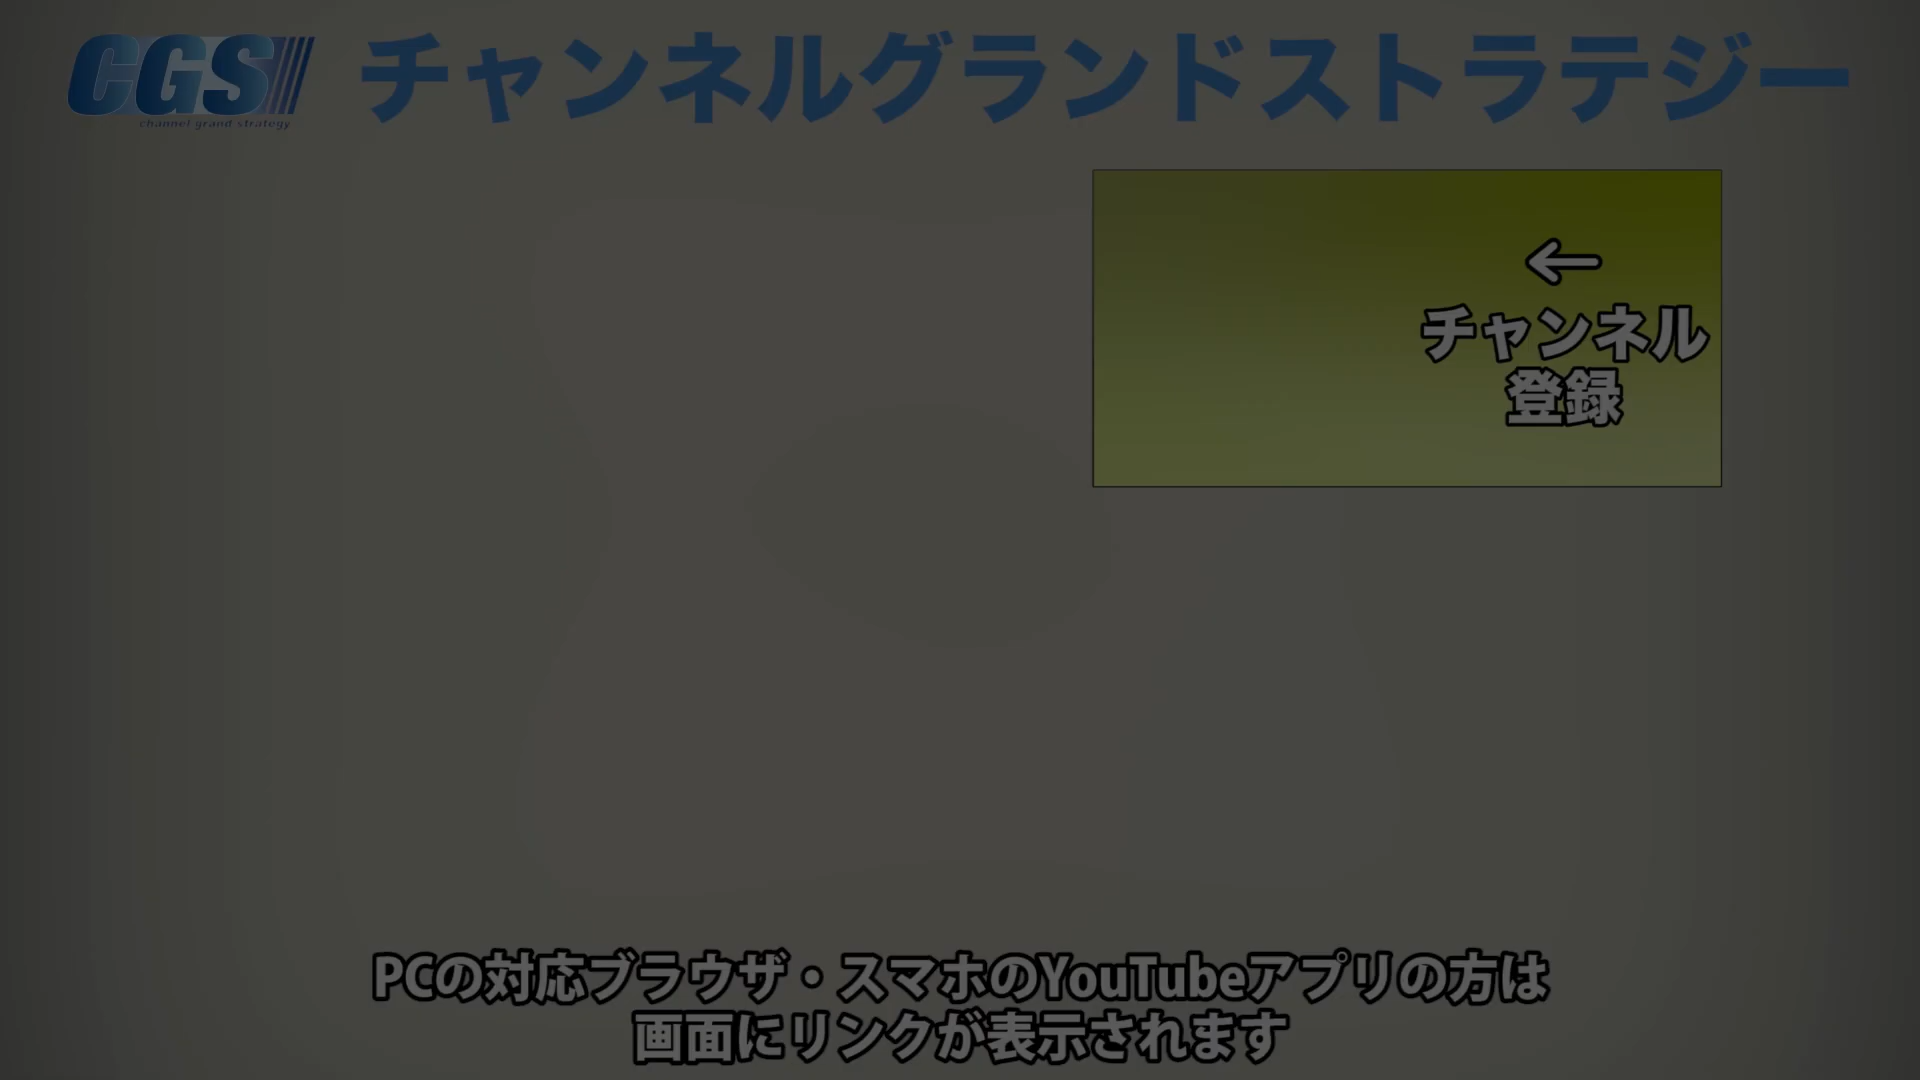 CGS チャンネルグランドストラテジー
channel grand strategy
←
チャンネル
登録
PCの対応ブラウザ・スマホのYouTubeアプリの方は
画面にリンクが表示されます